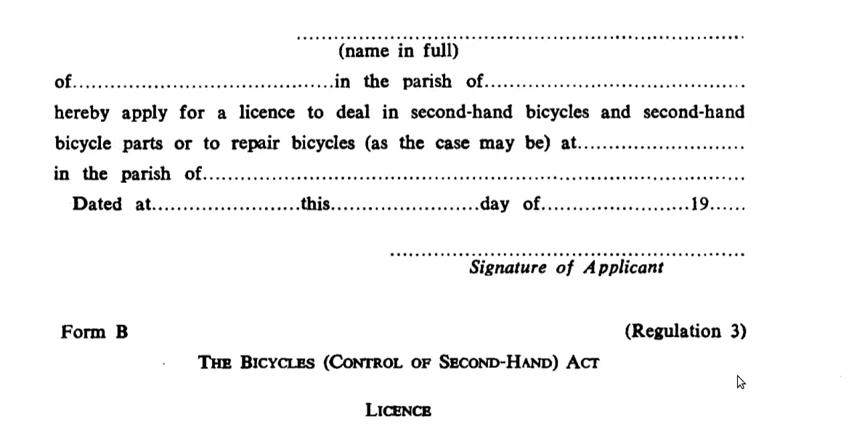 (name in full)
of.........................................in the parish of.........................................
hereby apply for a licence to deal in second-hand bicycles and second-hand
bicycle parts or to repair bicycles (as the case may be) at..........................
in the parish of.....................................................................................
Dated at.......................this.......................day of.......................19......
Signature of Applicant
Form B (Regulation 3)
THE BICYCLES (CONTROL OF SECOND-HAND) ACT
LICENCE